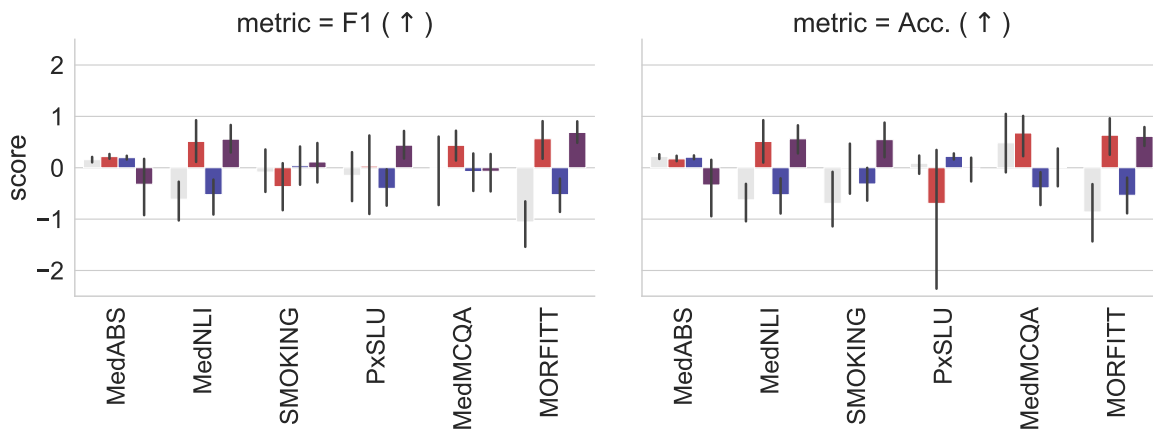 metric = F1 ( ↑ )
metric = Acc. ( ↑ )
score
2
1
0
−1
−2
MedABS
MedNLI
SMOKING
PxSLU
MedMCQA
MORFITT
MedABS
MedNLI
SMOKING
PxSLU
MedMCQA
MORFITT